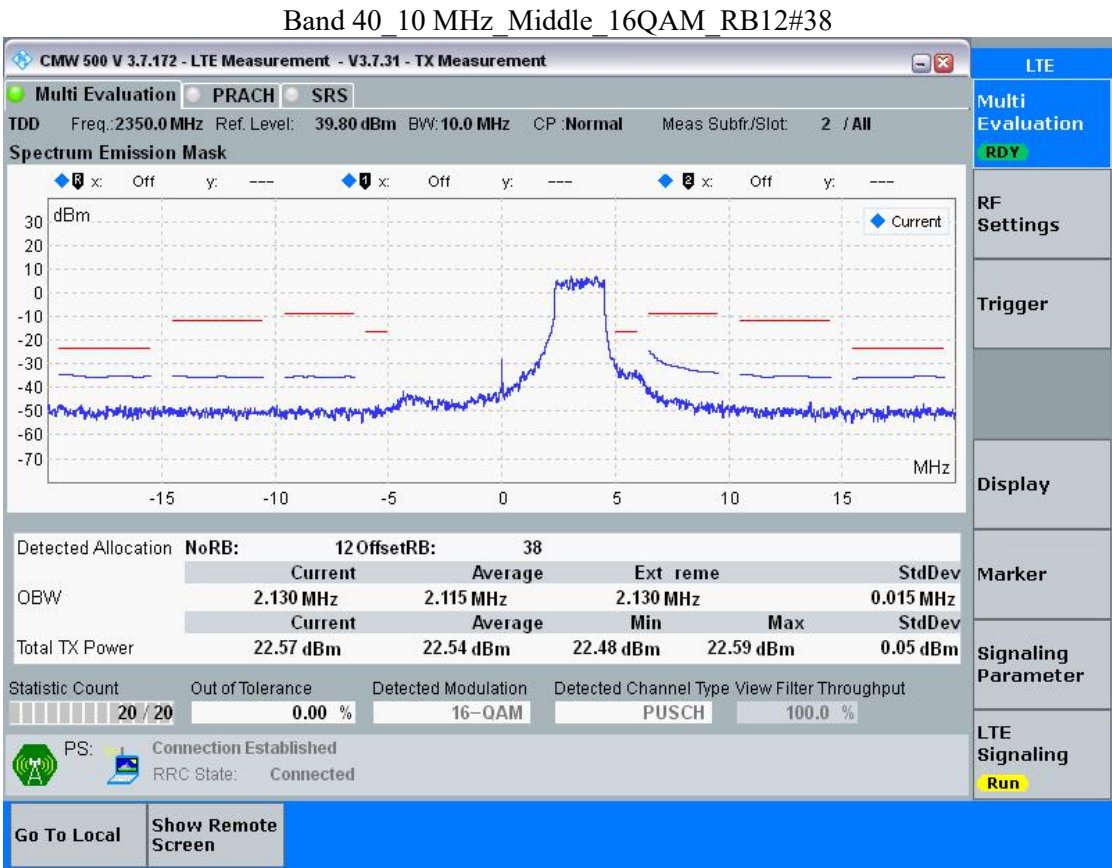 Band 40_10 MHz_Middle_16QAM_RB12#38
CMW 500 V 3.7.172 - LTE Measurement - V3.7.31 - TX Measurement
LTE
Multi Evaluation PRACH SRS
Multi
Evaluation
RDY
TDD Freq.:2350.0 MHz Ref. Level: 39.80 dBm BW: 10.0 MHz CP :Normal Meas Subfr./Slot: 2 / All
Spectrum Emission Mask
R x: Off y: --- 1 x: Off y: --- 2 x: Off y: ---
dBm
Current
30
20
10
0
-10
-20
-30
-40
-50
-60
-70
MHz
-15 -10 -5 0 5 10 15
RF
Settings
Trigger
Display
Marker
Signaling
Parameter
LTE
Signaling
Run
Detected Allocation NoRB: 12 OffsetRB: 38
Current Average Ext reme StdDev
OBW 2.130 MHz 2.115 MHz 2.130 MHz 0.015 MHz
Current Average Min Max StdDev
Total TX Power 22.57 dBm 22.54 dBm 22.48 dBm 22.59 dBm 0.05 dBm
Statistic Count Out of Tolerance Detected Modulation Detected Channel Type View Filter Throughput
20 / 20 0.00 % 16-QAM PUSCH 100.0 %
PS: Connection Established
RRC State: Connected
Go To Local
Show Remote
Screen